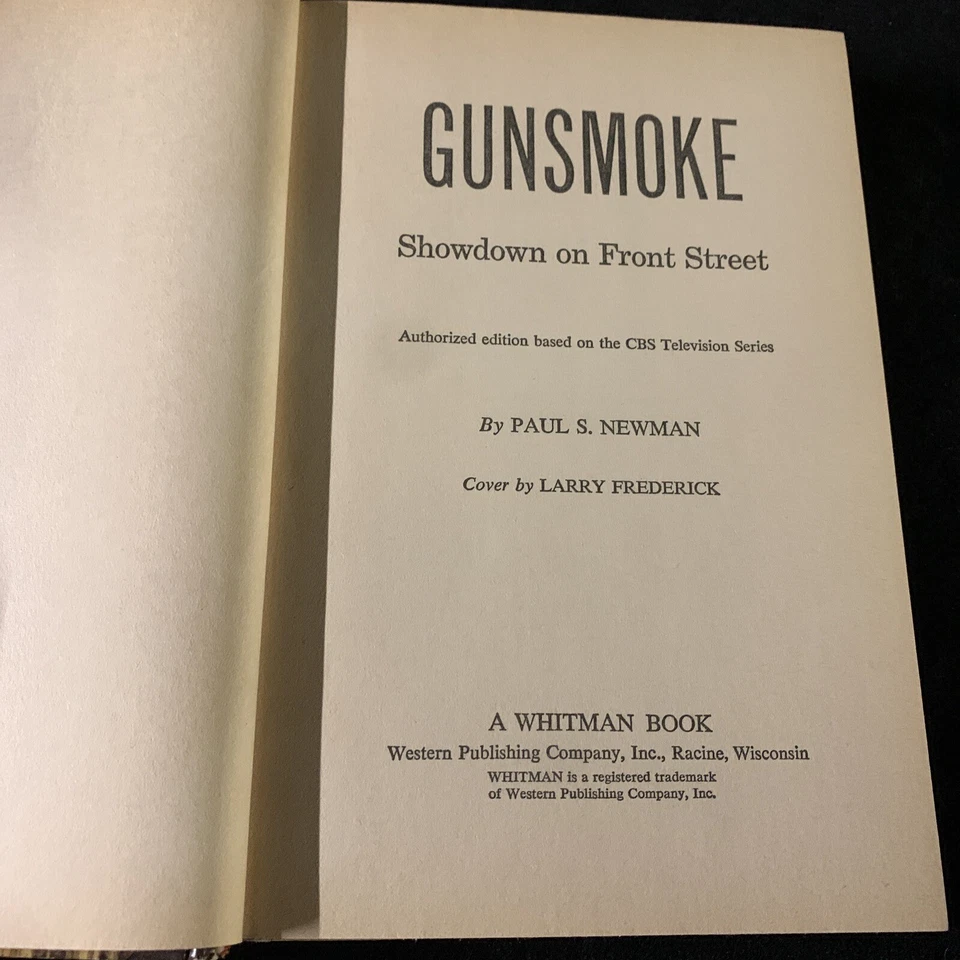 GUNSMOKE
Showdown on Front Street
Authorized edition based on the CBS Television Series
By PAUL S. NEWMAN
Cover by LARRY FREDERICK
A WHITMAN BOOK
Western Publishing Company, Inc., Racine, Wisconsin
WHITMAN is a registered trademark
of Western Publishing Company, Inc.